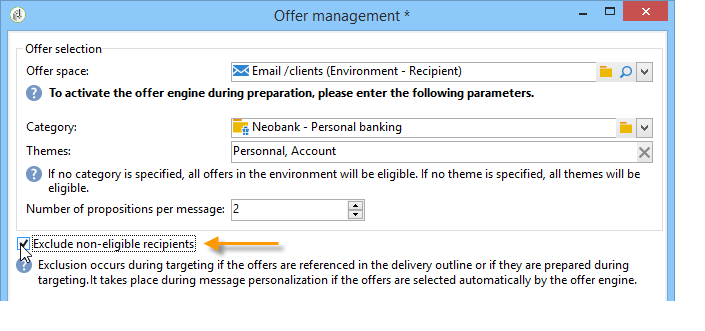 Offer management *
Offer selection
Offer space: Email /clients (Environment - Recipient)
To activate the offer engine during preparation, please enter the following parameters.
Category: Neobank - Personal banking
Themes: Personnal, Account
If no category is specified, all offers in the environment will be eligible. If no theme is specified, all themes will be
eligible.
Number of propositions per message: 2
Exclude non-eligible recipients
Exclusion occurs during targeting if the offers are referenced in the delivery outline or if they are prepared during
targeting.It takes place during message personalization if the offers are selected automatically by the offer engine.